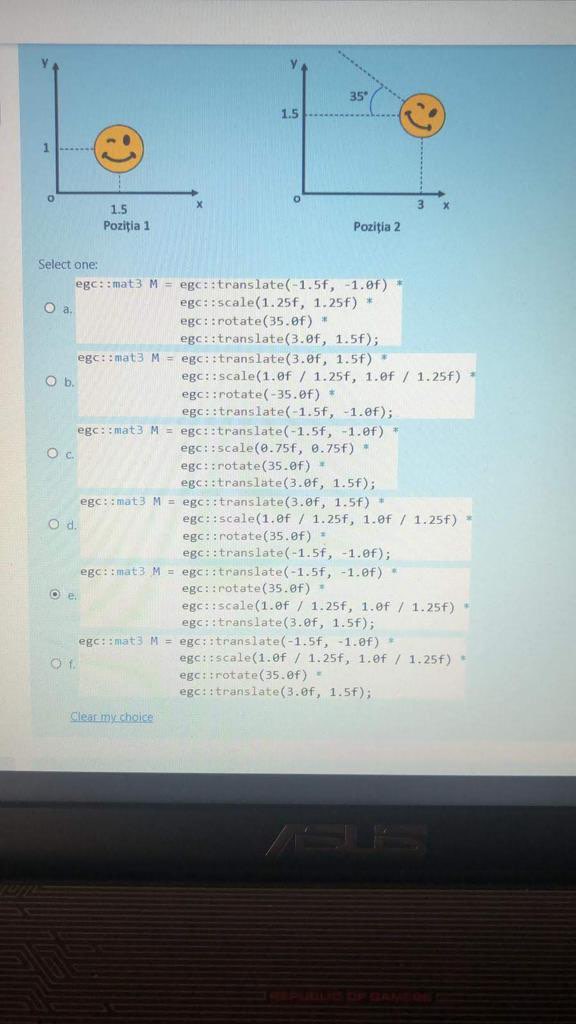 y
1
o
1.5
x
Poziția 1
y
35°
1.5
o
3
x
Poziția 2
Select one:
a.
egc::mat3 M = egc::translate(-1.5f, -1.0f) *
egc::scale(1.25f, 1.25f) *
egc::rotate(35.0f) *
egc::translate(3.0f, 1.5f);
b.
egc::mat3 M = egc::translate(3.0f, 1.5f) *
egc::scale(1.0f / 1.25f, 1.0f / 1.25f) *
egc::rotate(-35.0f) *
egc::translate(-1.5f, -1.0f);
c.
egc::mat3 M = egc::translate(-1.5f, -1.0f) *
egc::scale(0.75f, 0.75f) *
egc::rotate(35.0f) *
egc::translate(3.0f, 1.5f);
d.
egc::mat3 M = egc::translate(3.0f, 1.5f) *
egc::scale(1.0f / 1.25f, 1.0f / 1.25f) *
egc::rotate(35.0f) *
egc::translate(-1.5f, -1.0f);
e.
egc::mat3 M = egc::translate(-1.5f, -1.0f) *
egc::rotate(35.0f) *
egc::scale(1.0f / 1.25f, 1.0f / 1.25f) *
egc::translate(3.0f, 1.5f);
f.
egc::mat3 M = egc::translate(-1.5f, -1.0f) *
egc::scale(1.0f / 1.25f, 1.0f / 1.25f) *
egc::rotate(35.0f) *
egc::translate(3.0f, 1.5f);
Clear my choice
ASUS
REPUBLIC OF GAMERS